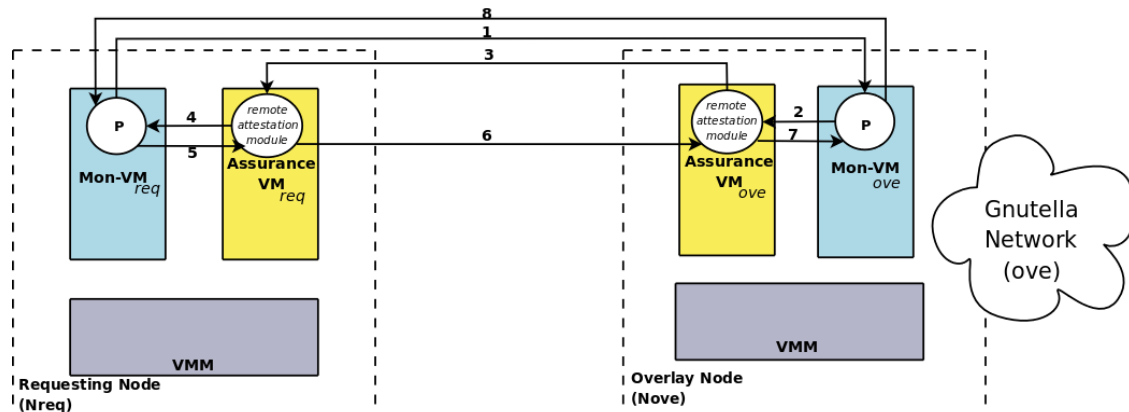 8
1
3
remote
attestation
module
P
4
5
Mon-VM
req
Assurance
VM
req
6
remote
attestation
module
2
7
P
Assurance
VM
ove
Mon-VM
ove
Gnutella
Network
(ove)
VMM
VMM
Requesting Node
(Nreq)
Overlay Node
(Nove)